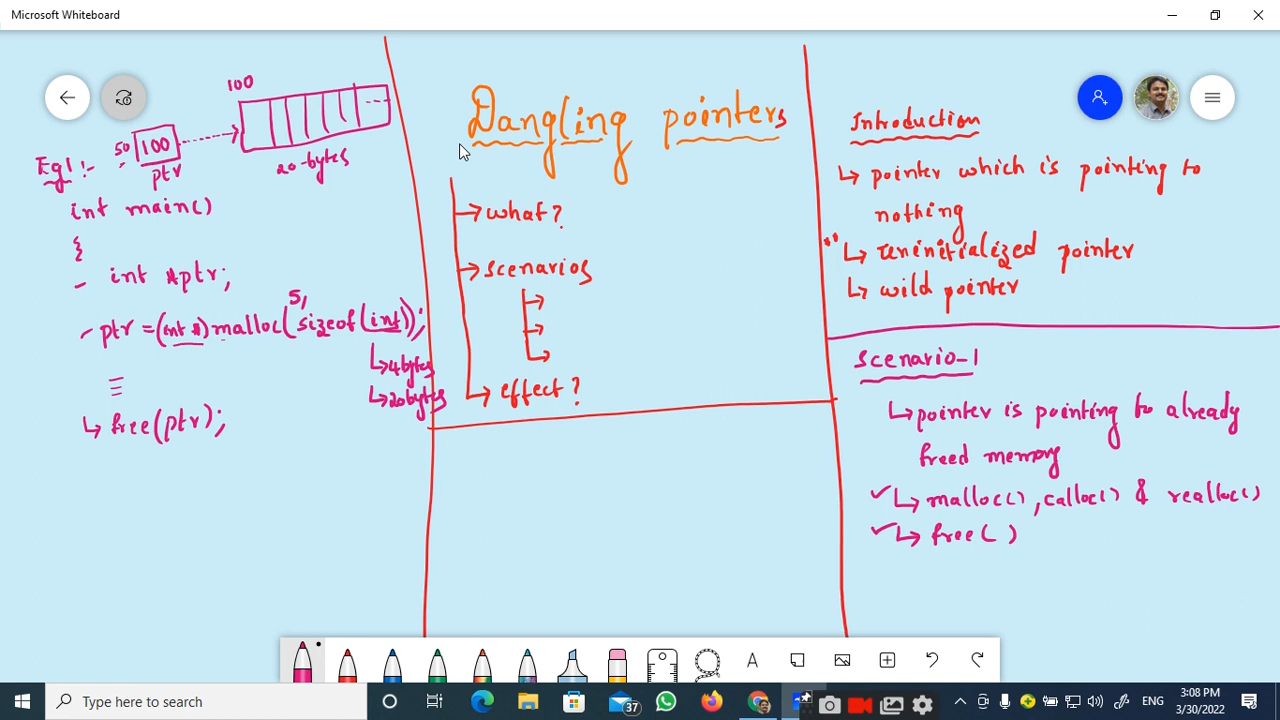 Microsoft Whiteboard
100
50
100
ptr
20-bytes
Eg1:-
int main()
{
int *ptr;
ptr = (int *) malloc(5, sizeof(int));
↳ 4 bytes
↳ 20 bytes
↳ free(ptr);
Dangling pointers
→ what?
→ scenarios
→ effect?
Introduction
↳ pointer which is pointing to
nothing
↳ uninitialized pointer
↳ wild pointer
Scenario-1
↳ pointer is pointing to already
freed memory
✓ ↳ malloc(), calloc() & realloc()
✓ ↳ free( )
A
Type here to search
37
ENG
3:08 PM
3/30/2022